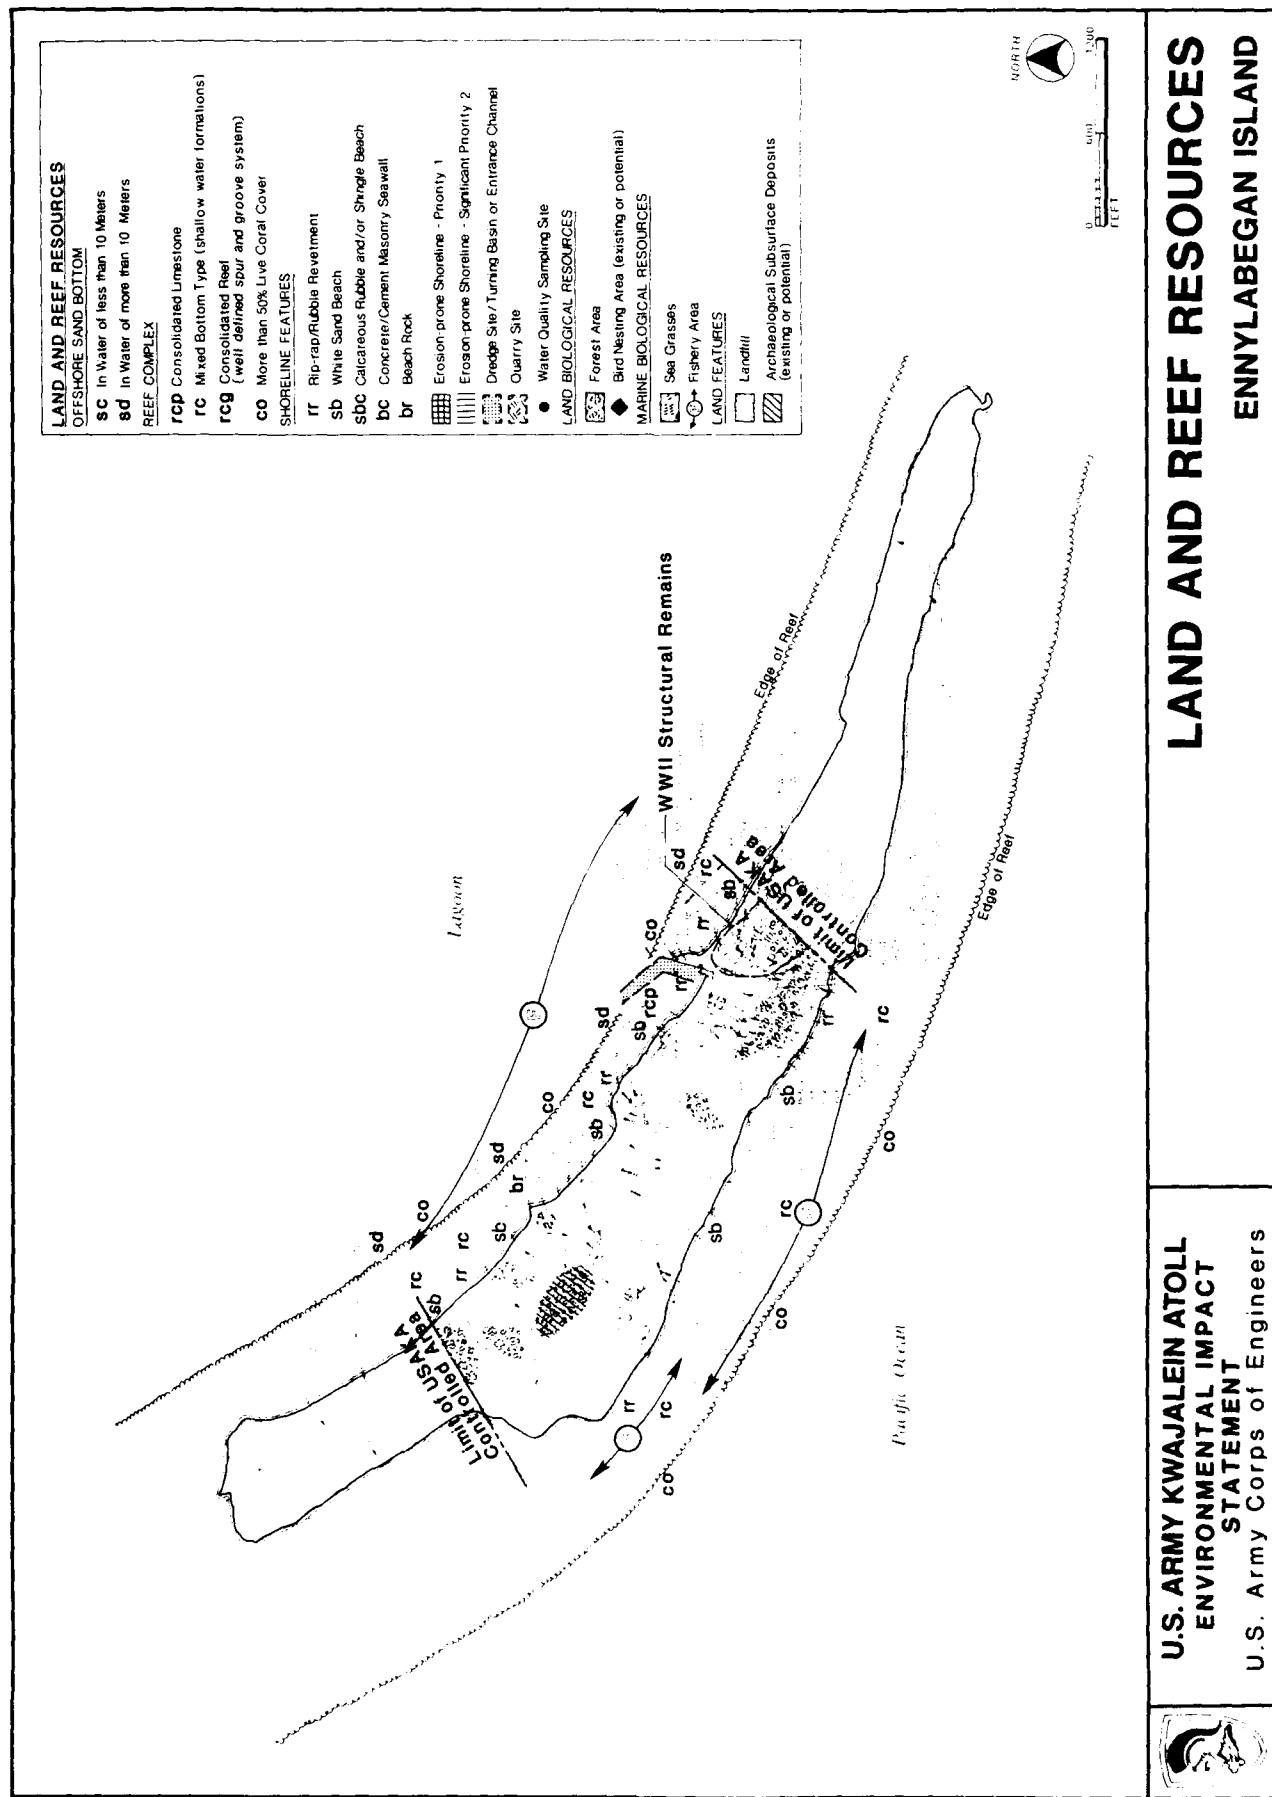 LAND AND REEF RESOURCES
OFFSHORE SAND BOTTOM
sc In Water of less than 10 Meters
sd In Water of more than 10 Meters
REEF COMPLEX
rcp Consolidated Limestone
rc Mixed Bottom Type (shallow water formations)
rcg Consolidated Reef
(well defined spur and groove system)
co More than 50% Live Coral Cover
SHORELINE FEATURES
rr Rip-rap/Rubble Revetment
sb White Sand Beach
sbc Calcareous Rubble and/or Shingle Beach
bc Concrete/Cement Masonry Seawall
br Beach Rock
Erosion-prone Shoreline - Priority 1
Erosion-prone Shoreline - Significant Priority 2
Dredge Site/Turning Basin or Entrance Channel
Quarry Site
Water Quality Sampling Site
LAND BIOLOGICAL RESOURCES
Forest Area
Bird Nesting Area (existing or potential)
MARINE BIOLOGICAL RESOURCES
Sea Grasses
Fishery Area
LAND FEATURES
Landfill
Archaeological Subsurface Deposits
(existing or potential)
NORTH
0 600 1200
FEET
Lagoon
WWII Structural Remains
Edge of Reef
sd
co
sd
co
sd
co
sd
rc
rc
br
rc
rcp
rr
rr
rc
sb
rr
sb
sb
rr
sb
sb
Limit of USAKA
Controlled Area
Limit of USAKA
Controlled Area
rr
rc
sb
sb
rr
rc
rc
co
co
co
Edge of Reef
Pacific Ocean
U.S. ARMY KWAJALEIN ATOLL
ENVIRONMENTAL IMPACT
STATEMENT
U.S. Army Corps of Engineers
LAND AND REEF RESOURCES
ENNYLABEGAN ISLAND